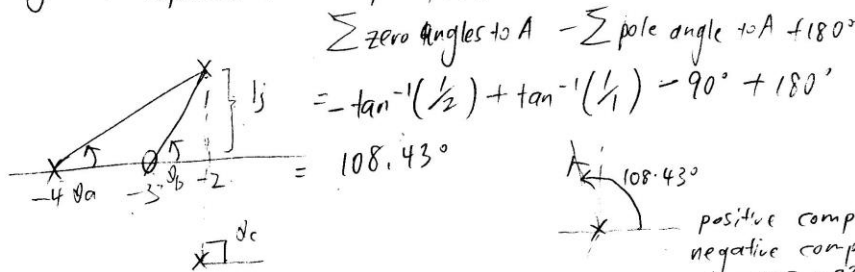 ∑ zero angles to A − ∑ pole angle to A + 180°
= − tan⁻¹(1/2) + tan⁻¹(1/1) − 90° + 180°
1j
= 108.43°
-4 θa -3 θb -2
θc
108.43°
positive comp
negative comp